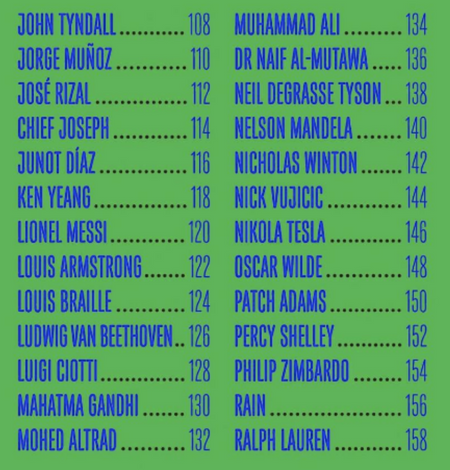 JOHN TYNDALL ........... 108
JORGE MUÑOZ ............ 110
JOSÉ RIZAL ............... 112
CHIEF JOSEPH ............ 114
JUNOT DÍAZ ............... 116
KEN YEANG ................ 118
LIONEL MESSI ............ 120
LOUIS ARMSTRONG ....... 122
LOUIS BRAILLE ............ 124
LUDWIG VAN BEETHOVEN .. 126
LUIGI CIOTTI .............. 128
MAHATMA GANDHI ....... 130
MOHED ALTRAD ........... 132
MUHAMMAD ALI .......... 134
DR NAIF AL-MUTAWA ..... 136
NEIL DEGRASSE TYSON ... 138
NELSON MANDELA ........ 140
NICHOLAS WINTON ....... 142
NICK VUJICIC ............. 144
NIKOLA TESLA ............ 146
OSCAR WILDE ............. 148
PATCH ADAMS ............ 150
PERCY SHELLEY ........... 152
PHILIP ZIMBARDO ........ 154
RAIN ...................... 156
RALPH LAUREN ............ 158